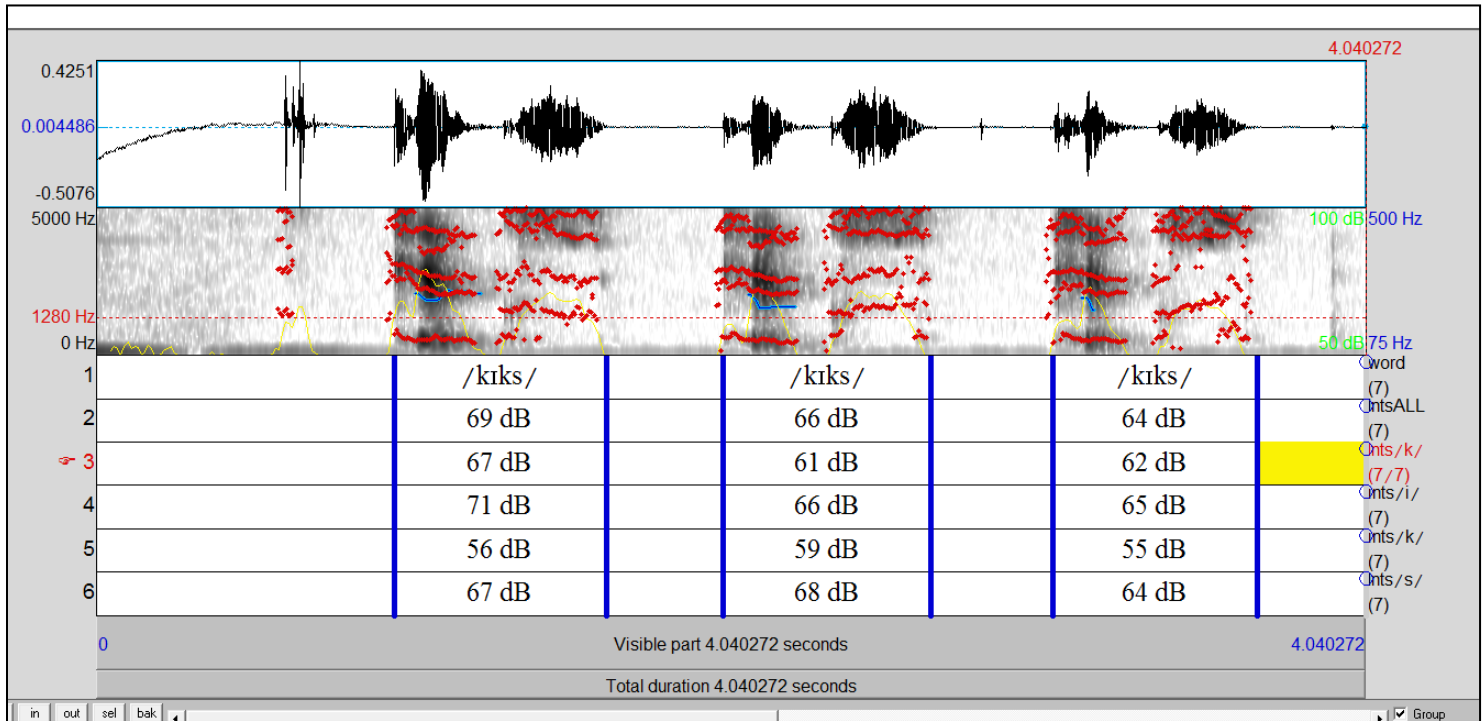 4.040272
0.4251
0.004486
-0.5076
5000 Hz 100 dB 500 Hz
1280 Hz
0 Hz 50 dB 75 Hz
1 /kɪks/ /kɪks/ /kɪks/ word
(7)
2 69 dB 66 dB 64 dB ntsALL
(7)
☞ 3 67 dB 61 dB 62 dB nts/k/
(7/7)
4 71 dB 66 dB 65 dB nts/i/
(7)
5 56 dB 59 dB 55 dB nts/k/
(7)
6 67 dB 68 dB 64 dB nts/s/
(7)
0 Visible part 4.040272 seconds 4.040272
Total duration 4.040272 seconds
in out sel bak Group